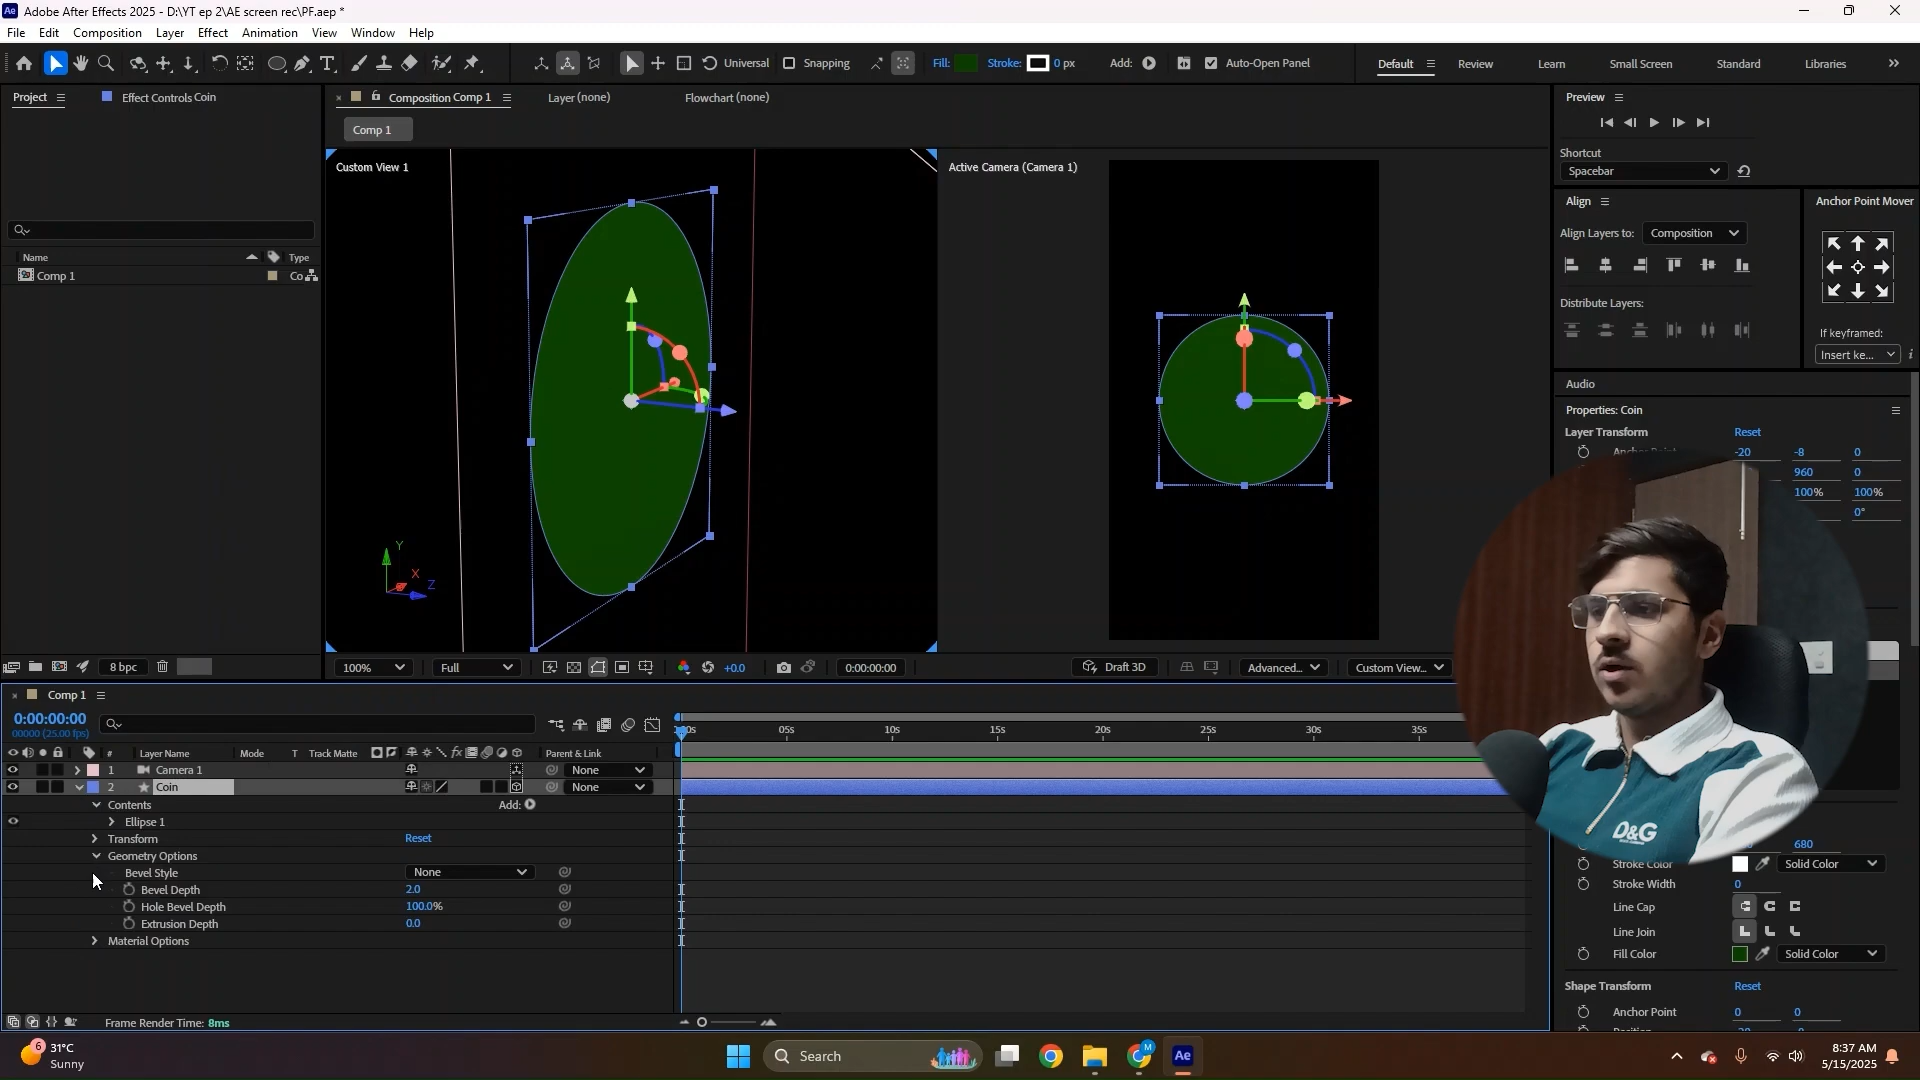 Adobe After Effects 2025 - D:\YT ep 2\AE screen rec\PF.aep *
File Edit Composition Layer Effect Animation View Window Help
Universal Snapping Fill: Stroke: 0 px Add: Auto-Open Panel Default Review Learn Small Screen Standard Libraries
Project Effect Controls Coin Composition Comp 1 Layer (none) Flowchart (none) Preview
Comp 1
Shortcut
Spacebar
Custom View 1 Active Camera (Camera 1)
Align Anchor Point Mover
Align Layers to: Composition
Name Type
Comp 1 Co
Distribute Layers:
If keyframed:
Insert ke...
Audio
Properties: Coin
Layer Transform Reset
-20 -8 0
960 0
100% 100%
0°
Y
X
Z
8 bpc 100% Full +0.0 0:00:00:00 Draft 3D Advanced... Custom View...
Comp 1
0:00:00:00
00000 (25.00 fps)
05s 10s 15s 20s 25s 30s 35s
# Layer Name Mode T Track Matte fx Parent & Link
1 Camera 1 None
2 Coin None
Contents Add:
Ellipse 1
Transform Reset
Geometry Options
Bevel Style None
Bevel Depth 2.0
Hole Bevel Depth 100.0%
Extrusion Depth 0.0
Material Options
D&G
680
Stroke Color Solid Color
Stroke Width 0
Line Cap
Line Join
Fill Color Solid Color
Shape Transform Reset
Anchor Point 0 0
Frame Render Time: 8ms
6 31°C
Sunny
Search
M
Ae
8:37 AM
5/15/2025